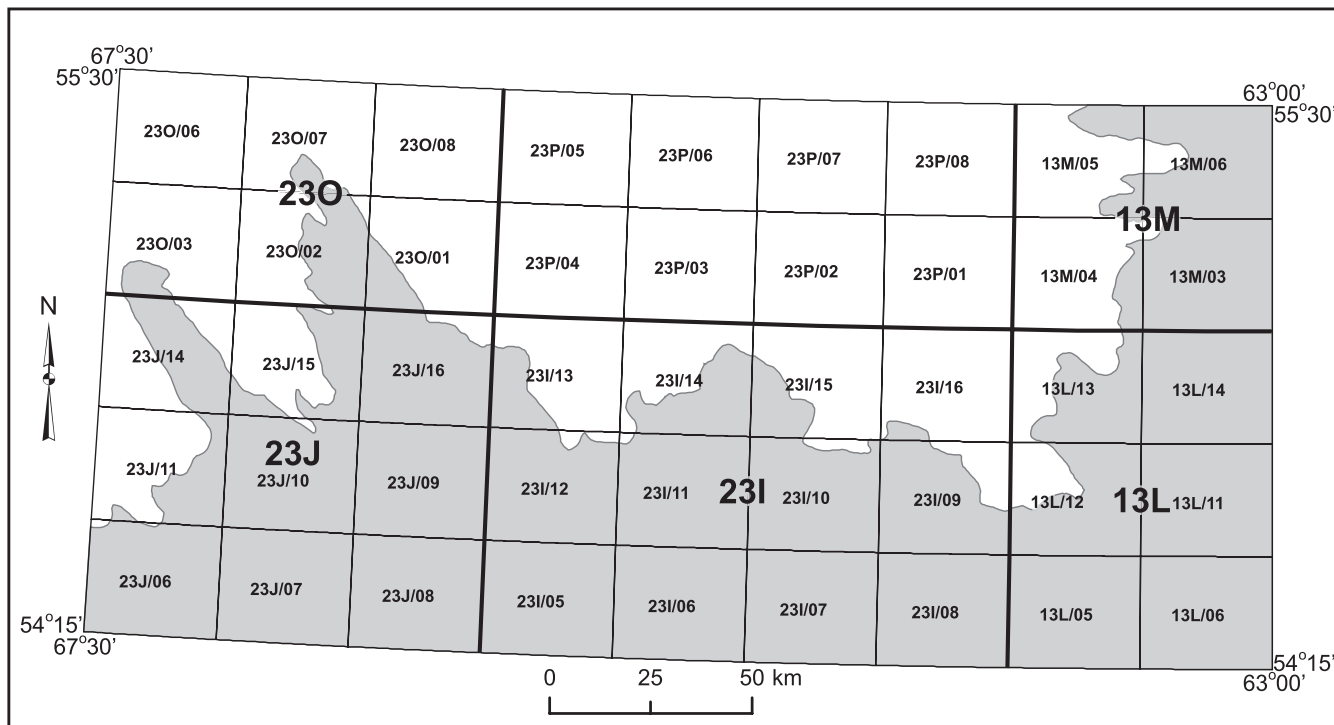 67°30'
55°30'
63°00'
55°30'
23O/06 23O/07 23O/08 23P/05 23P/06 23P/07 23P/08 13M/05 13M/06
23O 13M
23O/03 23O/02 23O/01 23P/04 23P/03 23P/02 23P/01 13M/04 13M/03
N
23J/14 23J/15 23J/16 23I/13 23I/14 23I/15 23I/16 13L/13 13L/14
23J 23I 13L
23J/11 23J/10 23J/09 23I/12 23I/11 23I/10 23I/09 13L/12 13L/11
23J/06 23J/07 23J/08 23I/05 23I/06 23I/07 23I/08 13L/05 13L/06
54°15'
67°30'
54°15'
63°00'
0 25 50 km